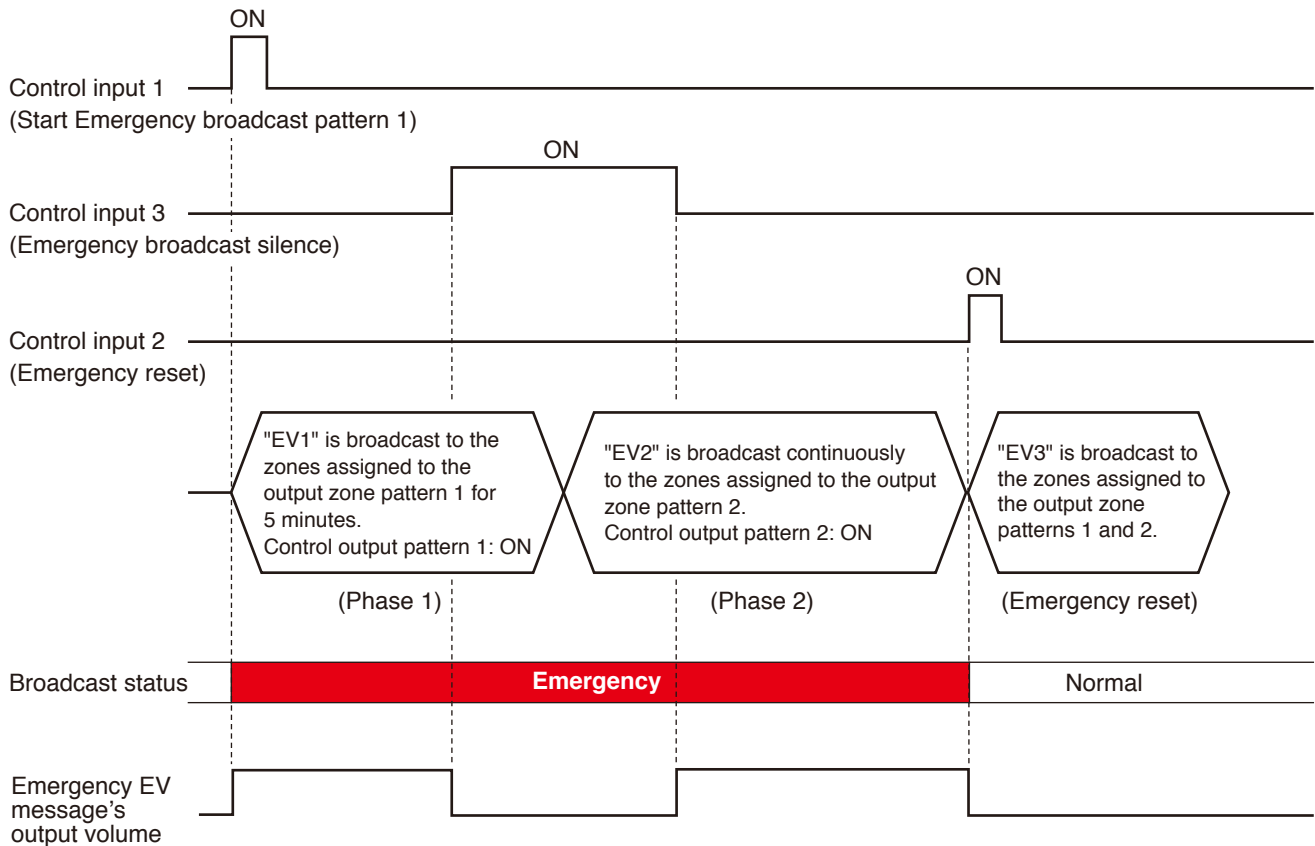 ON
Control input 1
(Start Emergency broadcast pattern 1)
ON
Control input 3
(Emergency broadcast silence)
ON
Control input 2
(Emergency reset)
"EV1" is broadcast to the
zones assigned to the
output zone pattern 1 for
5 minutes.
Control output pattern 1: ON
"EV2" is broadcast continuously
to the zones assigned to the output
zone pattern 2.
Control output pattern 2: ON
"EV3" is broadcast to
the zones assigned to
the output zone
patterns 1 and 2.
(Phase 1)
(Phase 2)
(Emergency reset)
Broadcast status
Emergency
Normal
Emergency EV
message's
output volume